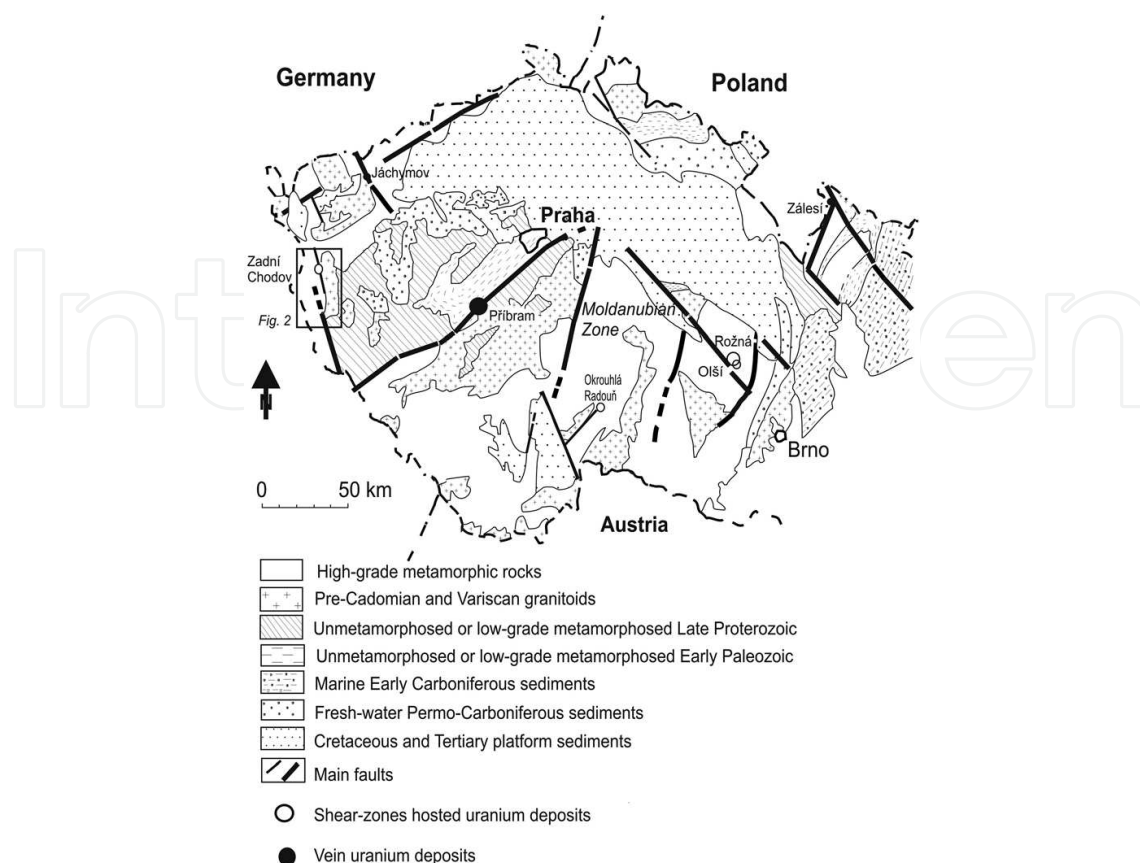 Germany
Poland
Jáchymov
Zálesí
Praha
Zadní
Chodov
Fig. 2
Příbram
Moldanubian
Zone
Rožná
Olší
Okrouhlá
Radouň
N
Brno
0 50 km
Austria
High-grade metamorphic rocks
Pre-Cadomian and Variscan granitoids
Unmetamorphosed or low-grade metamorphosed Late Proterozoic
Unmetamorphosed or low-grade metamorphosed Early Paleozoic
Marine Early Carboniferous sediments
Fresh-water Permo-Carboniferous sediments
Cretaceous and Tertiary platform sediments
Main faults
Shear-zones hosted uranium deposits
Vein uranium deposits